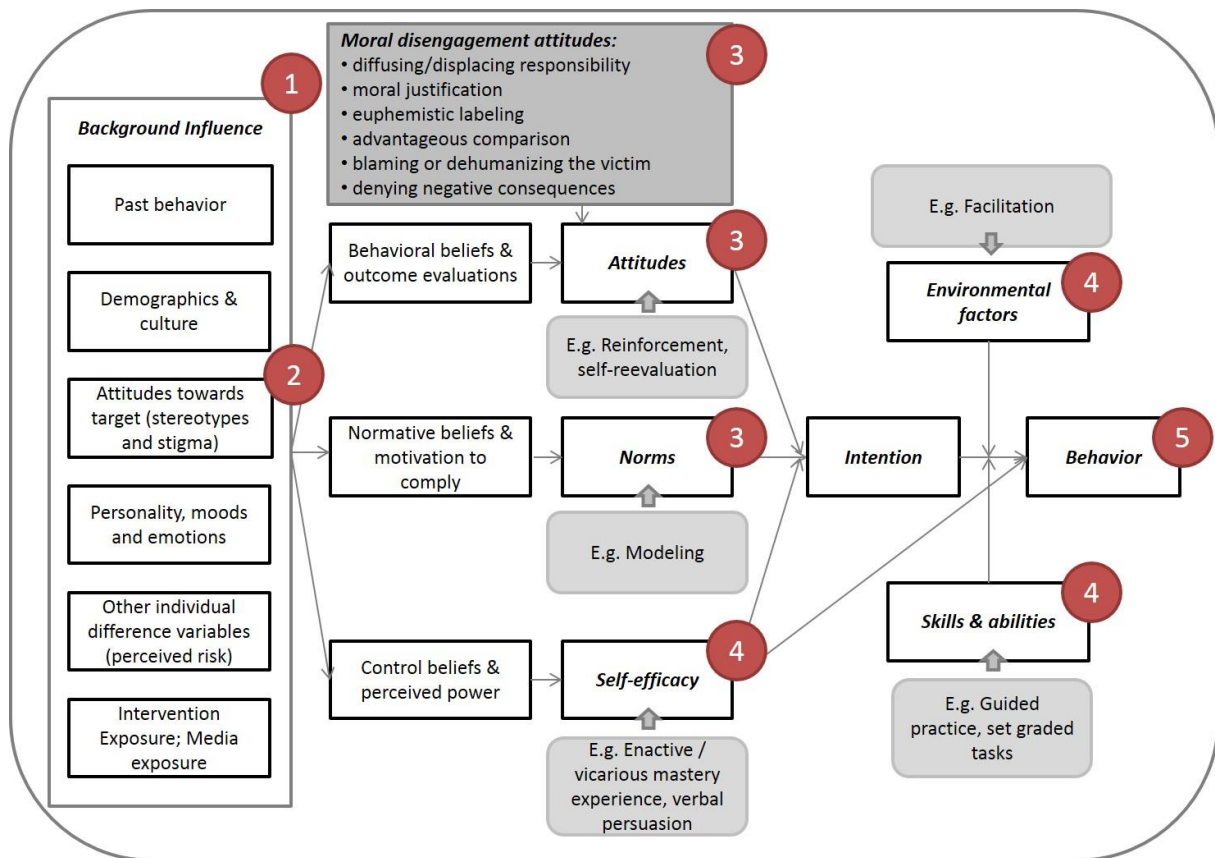 1
Background Influence
Past behavior
Demographics &
culture
2
Attitudes towards
target (stereotypes
and stigma)
Personality, moods
and emotions
Other individual
difference variables
(perceived risk)
Intervention
Exposure; Media
exposure
Moral disengagement attitudes:
• diffusing/displacing responsibility
• moral justification
• euphemistic labeling
• advantageous comparison
• blaming or dehumanizing the victim
• denying negative consequences
3
Behavioral beliefs &
outcome evaluations
Attitudes
3
E.g. Reinforcement,
self-reevaluation
Normative beliefs &
motivation to
comply
Norms
3
E.g. Modeling
Control beliefs &
perceived power
Self-efficacy
4
E.g. Enactive /
vicarious mastery
experience, verbal
persuasion
Intention
E.g. Facilitation
Environmental
factors
4
Behavior
5
Skills & abilities
4
E.g. Guided
practice, set graded
tasks